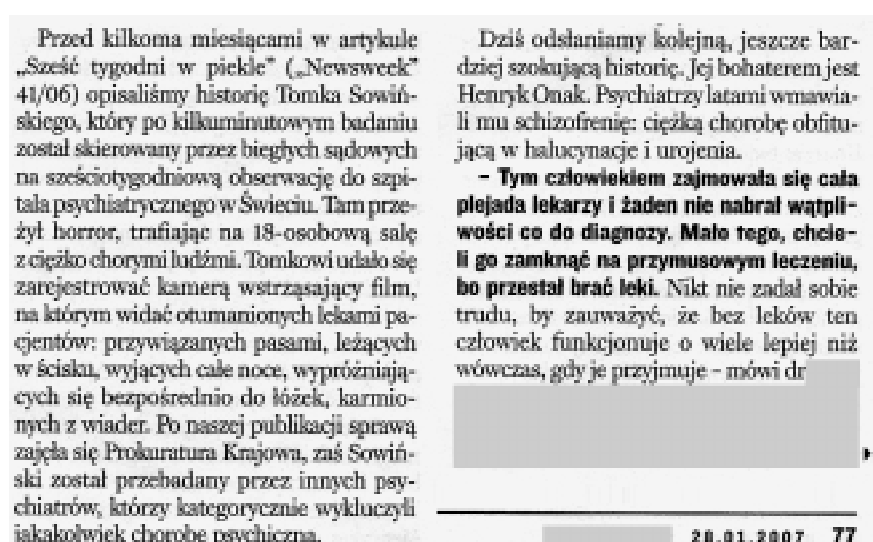 Przed kilkoma miesiącami w artykule
„Sześć tygodni w piekle” („Newsweek”
41/06) opisaliśmy historię Tomka Sowiń-
skiego, który po kilkuminutowym badaniu
został skierowany przez biegłych sądowych
na sześciotygodniową obserwację do szpi-
tala psychiatrycznego w Świeciu. Tam prze-
żył horror, trafiając na 18-osobową salę
z ciężko chorymi ludźmi. Tomkowi udało się
zarejestrować kamerą wstrząsający film,
na którym widać otumanionych lekami pa-
cjentów: przywiązanych pasami, leżących
w ścisku, wyjących całe noce, wypróżniają-
cych się bezpośrednio do łóżek, karmio-
nych z wiader. Po naszej publikacji sprawą
zajęła się Prokuratura Krajowa, zaś Sowiń-
ski został przebadany przez innych psy-
chiatrów, którzy kategorycznie wykluczyli
jakąkolwiek chorobę psychiczną.
Dziś odsłaniamy kolejną, jeszcze bar-
dziej szokującą historię. Jej bohaterem jest
Henryk Onak. Psychiatrzy latami wmawia-
li mu schizofrenię: ciężką chorobę obfitu-
jącą w halucynacje i urojenia.
– Tym człowiekiem zajmowała się cała
plejada lekarzy i żaden nie nabrał wątpli-
wości co do diagnozy. Mało tego, chcie-
li go zamknąć na przymusowym leczeniu,
bo przestał brać leki. Nikt nie zadał sobie
trudu, by zauważyć, że bez leków ten
człowiek funkcjonuje o wiele lepiej niż
wówczas, gdy je przyjmuje – mówi dr
28.01.2007 77